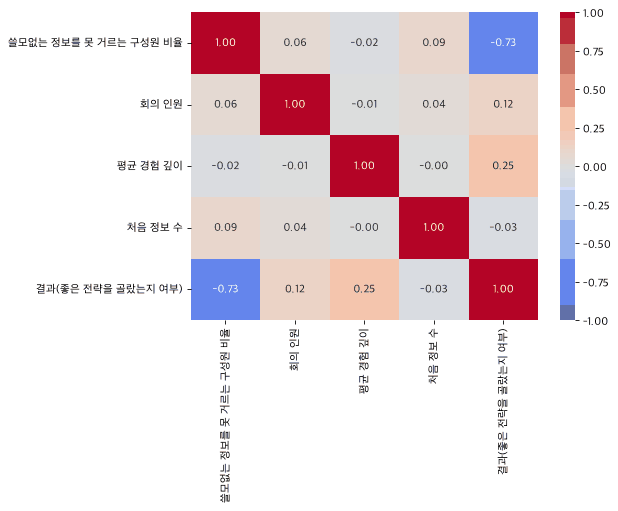 쓸모없는 정보를 못 거르는 구성원 비율
1.00 0.06 -0.02 0.09 -0.73
회의 인원
0.06 1.00 -0.01 0.04 0.12
평균 경험 깊이
-0.02 -0.01 1.00 -0.00 0.25
처음 정보 수
0.09 0.04 -0.00 1.00 -0.03
결과(좋은 전략을 골랐는지 여부)
-0.73 0.12 0.25 -0.03 1.00
쓸모없는 정보를 못 거르는 구성원 비율
회의 인원
평균 경험 깊이
처음 정보 수
결과(좋은 전략을 골랐는지 여부)
1.00
0.75
0.50
0.25
0.00
-0.25
-0.50
-0.75
-1.00